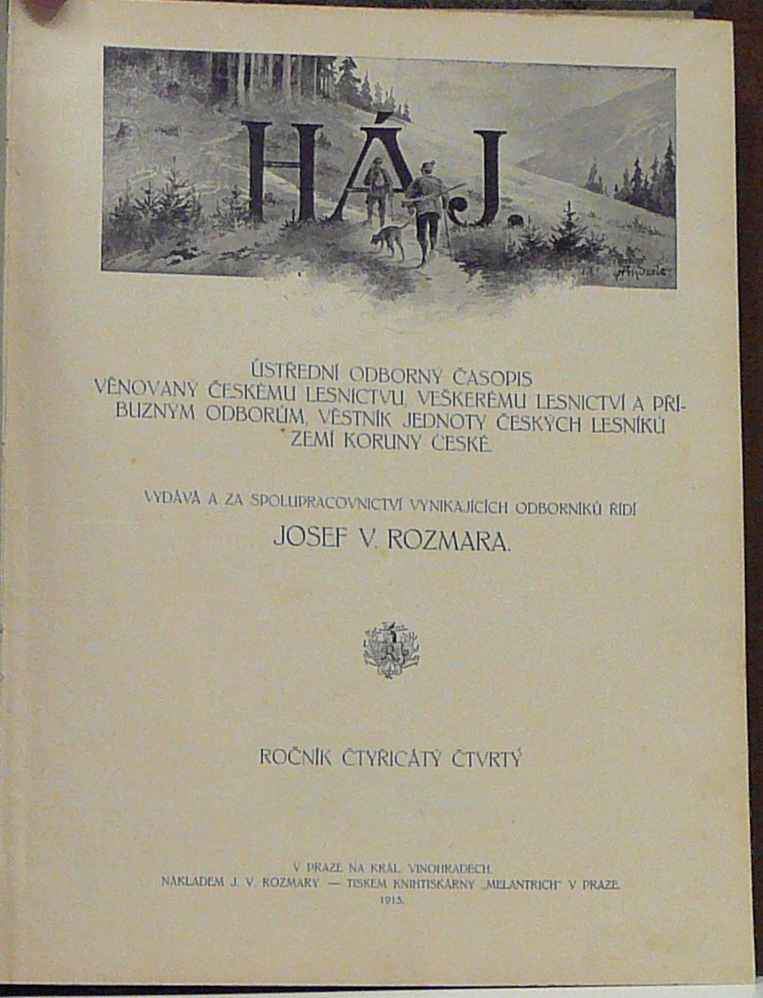 HÁJ.
ÚSTŘEDNÍ ODBORNÝ ČASOPIS
VĚNOVANÝ ČESKÉMU LESNICTVU, VEŠKERÉMU LESNICTVÍ A PŘÍ-
BUZNÝM ODBORŮM, VĚSTNÍK JEDNOTY ČESKÝCH LESNÍKŮ
ZEMÍ KORUNY ČESKÉ.
VYDÁVÁ A ZA SPOLUPRACOVNICTVÍ VYNIKAJÍCÍCH ODBORNÍKŮ ŘÍDÍ
JOSEF V. ROZMARA.
ROČNÍK ČTYŘICÁTÝ ČTVRTÝ
V PRAZE NA KRÁL. VINOHRADECH.
NÁKLADEM J. V. ROZMARY. — TISKEM KNIHTISKÁRNY „MELANTRICH" V PRAZE.
1915.